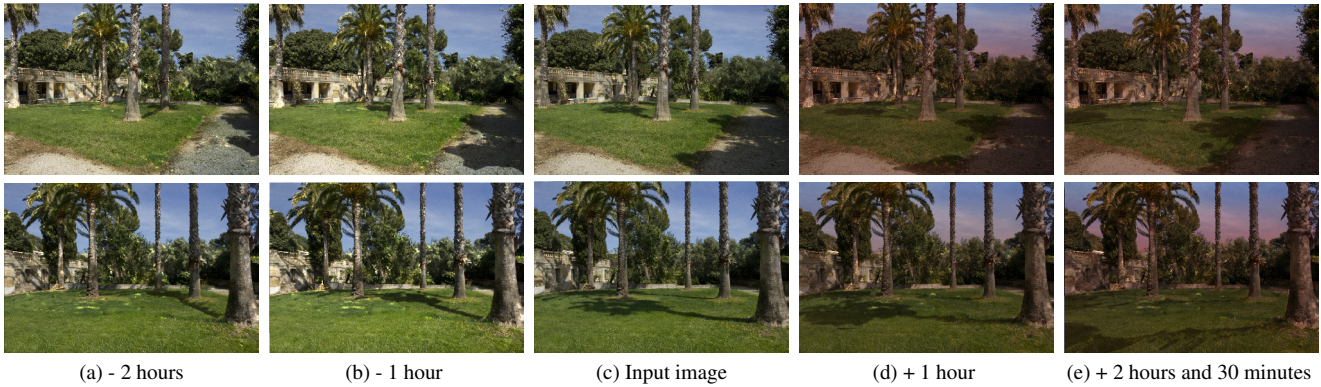 (a) - 2 hours
(b) - 1 hour
(c) Input image
(d) + 1 hour
(e) + 2 hours and 30 minutes